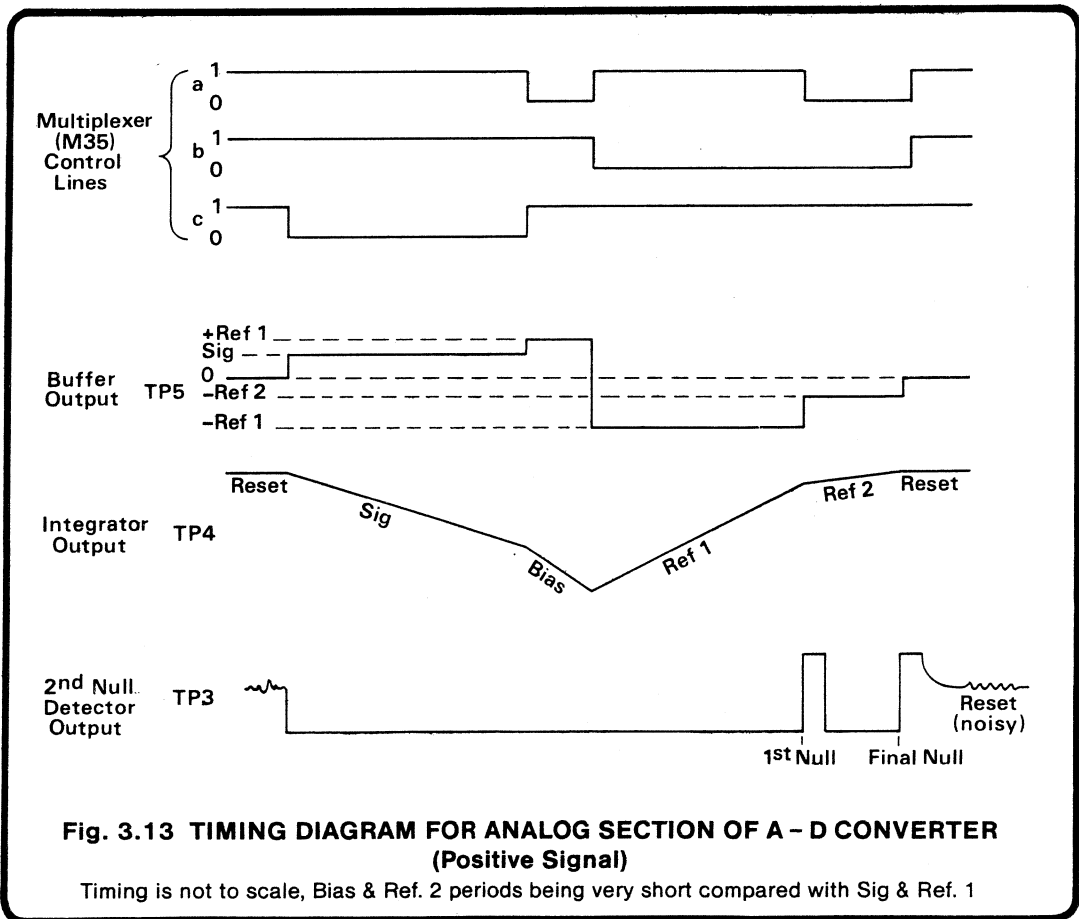 a 1
0
Multiplexer
(M35)
Control
Lines
b 1
0
c 1
0
+Ref 1
Sig
0
Buffer
Output
TP5
−Ref 2
−Ref 1
Reset
Sig
Bias
Ref 1
Ref 2
Reset
Integrator
Output
TP4
2nd Null
Detector
Output
TP3
Reset
(noisy)
1st Null
Final Null
Fig. 3.13 TIMING DIAGRAM FOR ANALOG SECTION OF A – D CONVERTER
(Positive Signal)
Timing is not to scale, Bias & Ref. 2 periods being very short compared with Sig & Ref. 1